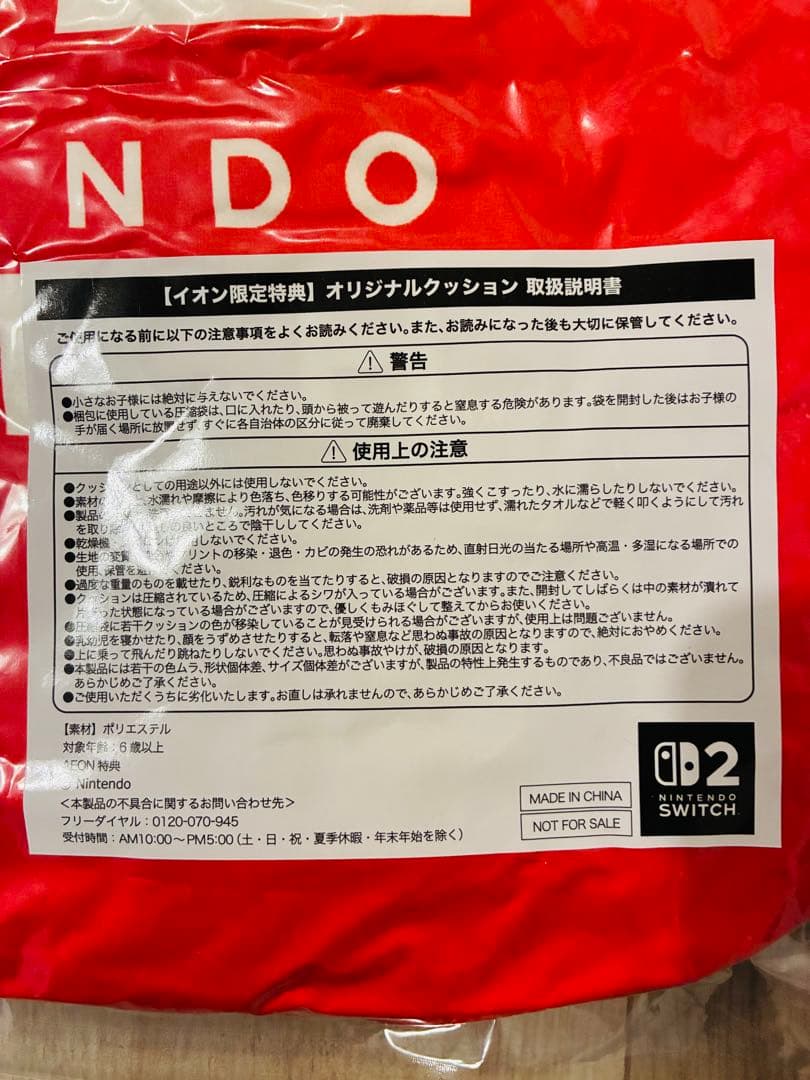 NDO
【イオン限定特典】オリジナルクッション 取扱説明書
ご使用になる前に以下の注意事項をよくお読みください。また、お読みになった後も大切に保管してください。
警告
●小さなお子様には絶対に与えないでください。
●梱包に使用している圧縮袋は、口に入れたり、頭から被って遊んだりすると窒息する危険があります。袋を開封した後はお子様の
手が届く場所に放置せず、すぐに各自治体の区分に従って廃棄してください。
使用上の注意
●クッションとしての用途以外には使用しないでください。
●素材の 水濡れや摩擦により色落ち、色移りする可能性がございます。強くこすったり、水に濡らしたりしないでください。
●製品の ません。汚れが気になる場合は、洗剤や薬品等は使用せず、濡れたタオルなどで軽く叩くようにして汚れ
を取り の良いところで陰干ししてください。
●乾燥機 しないでください。
●生地の変質 プリントの移染・退色・カビの発生の恐れがあるため、直射日光の当たる場所や高温・多湿になる場所での
使用、保管を ください。
●過度な重量のものを載せたり、鋭利なものを当てたりすると、破損の原因となりますのでご注意ください。
●クッションは圧縮されているため、圧縮によるシワが入っている場合がございます。また、開封してしばらくは中の素材が潰れて
った状態になっている場合がございますので、優しくもみほぐして整えてからお使いください。
●圧縮袋に若干クッションの色が移染していることが見受けられる場合がございますが、使用上は問題ございません。
●乳幼児を寝かせたり、顔をうずめさせたりすると、転落や窒息など思わぬ事故の原因となりますので、絶対におやめください。
●上に乗って飛んだり跳ねたりしないでください。思わぬ事故やけが、破損の原因となります。
●本製品には若干の色ムラ、形状個体差、サイズ個体差がございますが、製品の特性上発生するものであり、不良品ではございません。
あらかじめご了承ください。
●ご使用いただくうちに劣化いたします。お直しは承れませんので、あらかじめご了承ください。
【素材】ポリエステル
対象年齢：6歳以上
AEON特典
© Nintendo
＜本製品の不具合に関するお問い合わせ先＞
フリーダイヤル：0120-070-945
受付時間：AM10:00～PM5:00（土・日・祝・夏季休暇・年末年始を除く）
MADE IN CHINA
NOT FOR SALE
2
NINTENDO
SWITCH